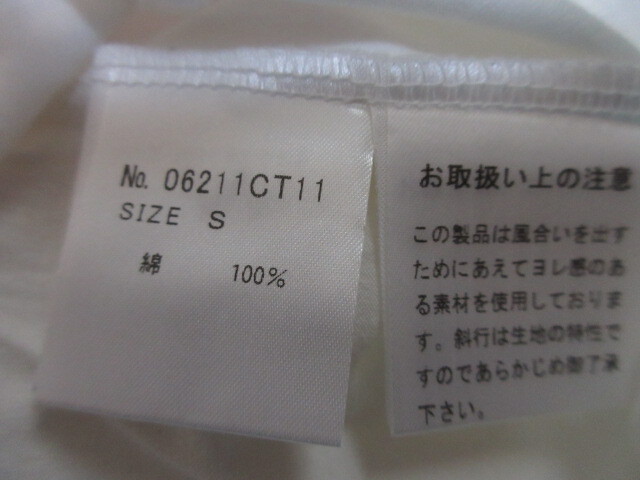 No. 06211CT11
SIZE S
綿 100%
お取扱い上の注意
この製品は風合いを出す
ためにあえてヨレ感のあ
る素材を使用しておりま
す。斜行は生地の特性で
すのであらかじめ御了承
下さい。